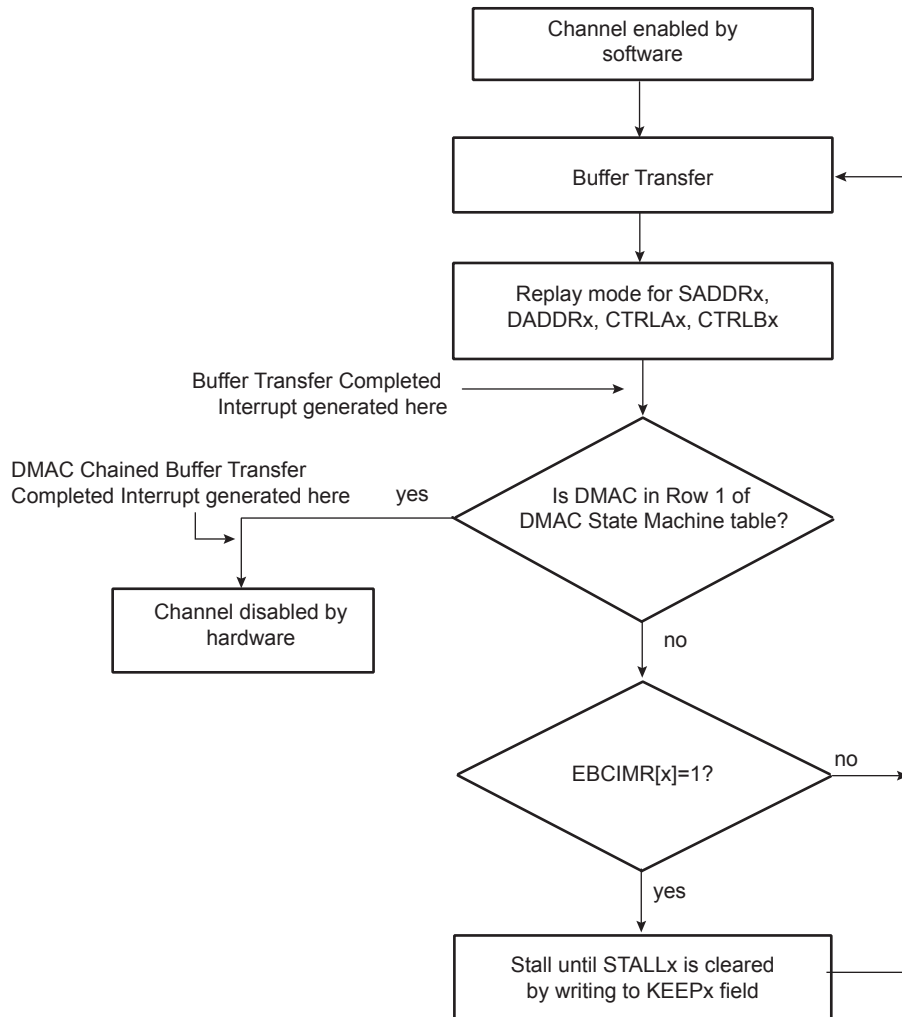 Channel enabled by
software
Buffer Transfer
Replay mode for SADDRx,
DADDRx, CTRLAx, CTRLBx
Buffer Transfer Completed
Interrupt generated here
DMAC Chained Buffer Transfer
Completed Interrupt generated here
yes
Is DMAC in Row 1 of
DMAC State Machine table?
Channel disabled by
hardware
no
EBCIMR[x]=1?
no
yes
Stall until STALLx is cleared
by writing to KEEPx field